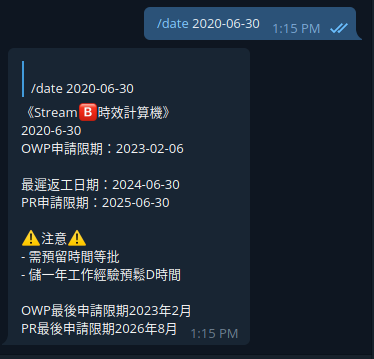 /date 2020-06-30
1:15 PM
/date 2020-06-30
《Stream🅱時效計算機》
2020-6-30
OWP申請限期：2023-02-06
最遲返工日期：2024-06-30
PR申請限期：2025-06-30
⚠️注意⚠️
- 需預留時間等批
- 儲一年工作經驗預鬆D時間
OWP最後申請限期2023年2月
PR最後申請限期2026年8月
1:15 PM